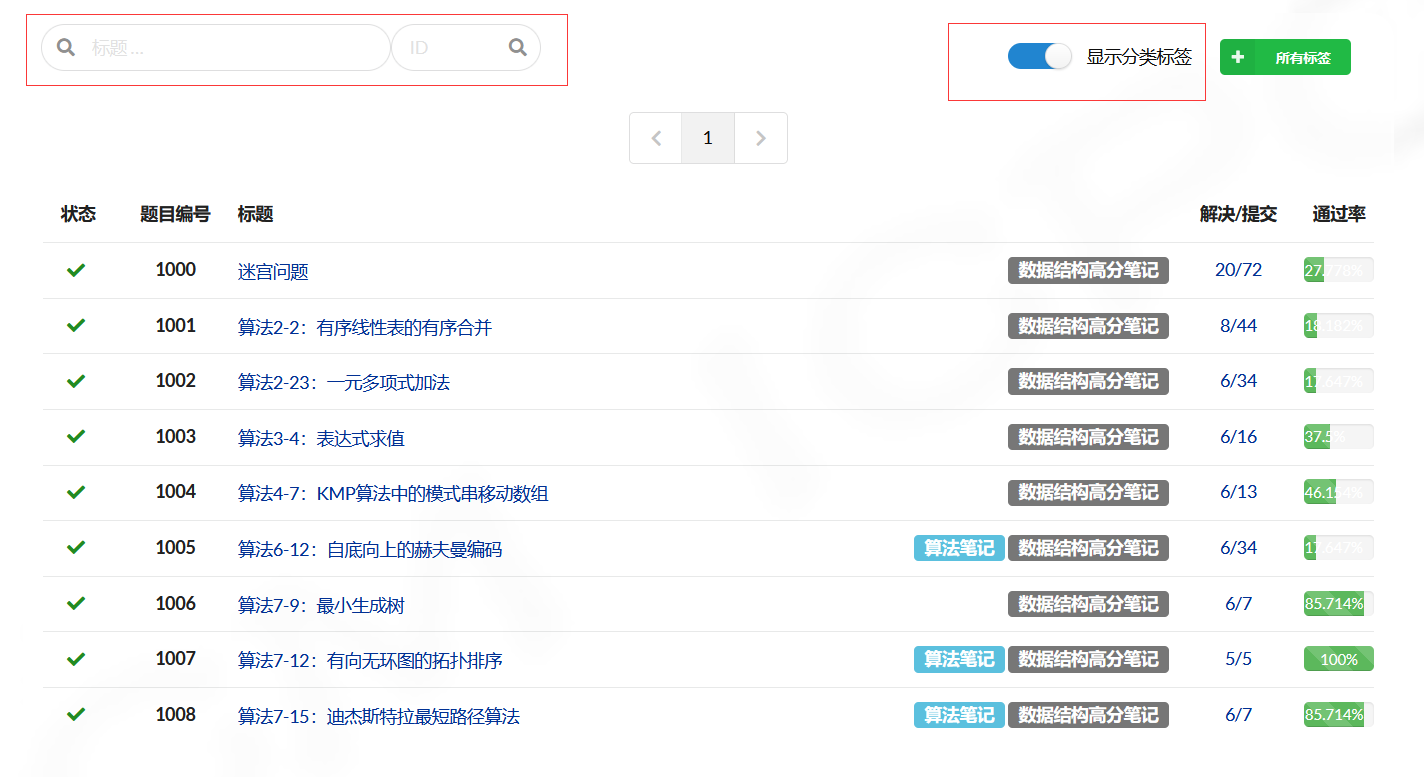 标题 ... ID 显示分类标签 所有标签
1
状态 题目编号 标题 解决/提交 通过率
1000 迷宫问题 数据结构高分笔记 20/72 27.778%
1001 算法2-2：有序线性表的有序合并 数据结构高分笔记 8/44 18.182%
1002 算法2-23：一元多项式加法 数据结构高分笔记 6/34 17.647%
1003 算法3-4：表达式求值 数据结构高分笔记 6/16 37.5%
1004 算法4-7：KMP算法中的模式串移动数组 数据结构高分笔记 6/13 46.154%
1005 算法6-12：自底向上的赫夫曼编码 算法笔记 数据结构高分笔记 6/34 17.647%
1006 算法7-9：最小生成树 数据结构高分笔记 6/7 85.714%
1007 算法7-12：有向无环图的拓扑排序 算法笔记 数据结构高分笔记 5/5 100%
1008 算法7-15：迪杰斯特拉最短路径算法 算法笔记 数据结构高分笔记 6/7 85.714%